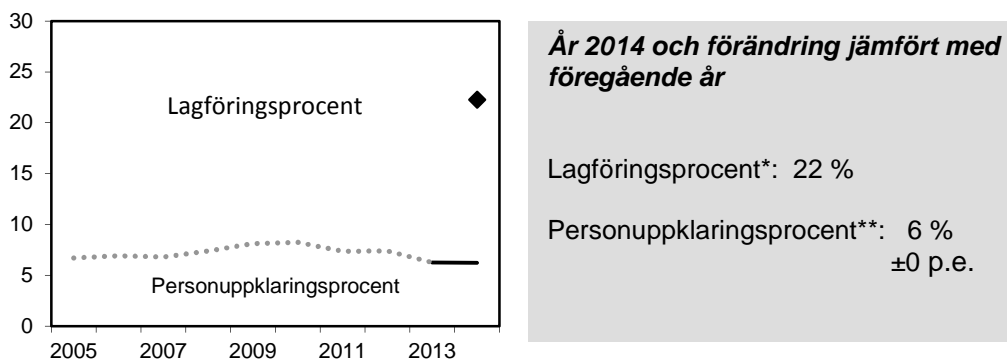 30
25
20
15
10
5
0
Lagföringsprocent
Personuppklaringsprocent
2005 2007 2009 2011 2013
År 2014 och förändring jämfört med
föregående år
Lagföringsprocent*: 22 %
Personuppklaringsprocent**: 6 %
±0 p.e.